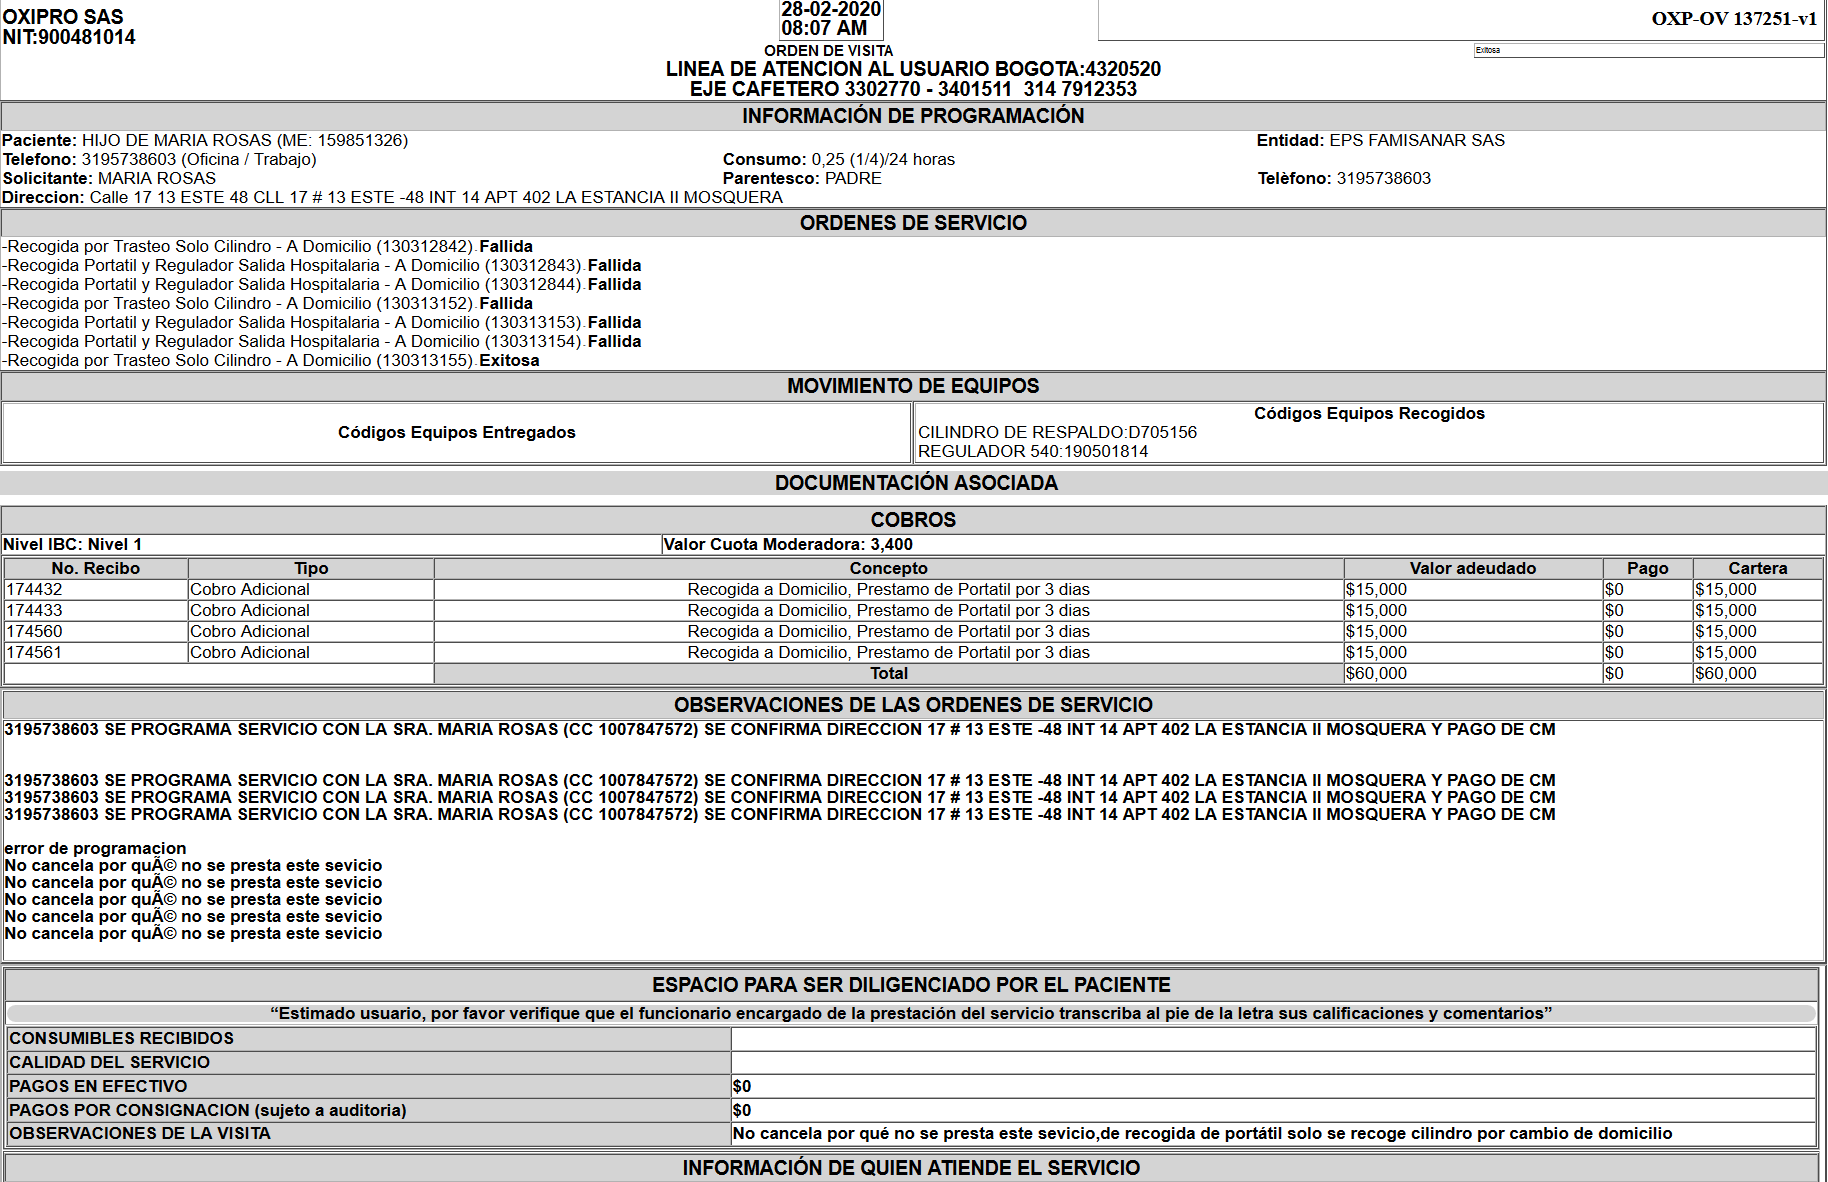 OXIPRO SAS
NIT:900481014
28-02-2020
08:07 AM
OXP-OV 137251-v1
Exitosa
ORDEN DE VISITA
LINEA DE ATENCION AL USUARIO BOGOTA:4320520
EJE CAFETERO 3302770 - 3401511 314 7912353
INFORMACIÓN DE PROGRAMACIÓN
Paciente: HIJO DE MARIA ROSAS (ME: 159851326) Entidad: EPS FAMISANAR SAS
Telefono: 3195738603 (Oficina / Trabajo) Consumo: 0,25 (1/4)/24 horas
Solicitante: MARIA ROSAS Parentesco: PADRE Telèfono: 3195738603
Direccion: Calle 17 13 ESTE 48 CLL 17 # 13 ESTE -48 INT 14 APT 402 LA ESTANCIA II MOSQUERA
ORDENES DE SERVICIO
-Recogida por Trasteo Solo Cilindro - A Domicilio (130312842).Fallida
-Recogida Portatil y Regulador Salida Hospitalaria - A Domicilio (130312843).Fallida
-Recogida Portatil y Regulador Salida Hospitalaria - A Domicilio (130312844).Fallida
-Recogida por Trasteo Solo Cilindro - A Domicilio (130313152).Fallida
-Recogida Portatil y Regulador Salida Hospitalaria - A Domicilio (130313153).Fallida
-Recogida Portatil y Regulador Salida Hospitalaria - A Domicilio (130313154).Fallida
-Recogida por Trasteo Solo Cilindro - A Domicilio (130313155).Exitosa
MOVIMIENTO DE EQUIPOS
Códigos Equipos Entregados
Códigos Equipos Recogidos
CILINDRO DE RESPALDO:D705156
REGULADOR 540:190501814
DOCUMENTACIÓN ASOCIADA
COBROS
Nivel IBC: Nivel 1 Valor Cuota Moderadora: 3,400
No. Recibo Tipo Concepto Valor adeudado Pago Cartera
174432 Cobro Adicional Recogida a Domicilio, Prestamo de Portatil por 3 dias $15,000 $0 $15,000
174433 Cobro Adicional Recogida a Domicilio, Prestamo de Portatil por 3 dias $15,000 $0 $15,000
174560 Cobro Adicional Recogida a Domicilio, Prestamo de Portatil por 3 dias $15,000 $0 $15,000
174561 Cobro Adicional Recogida a Domicilio, Prestamo de Portatil por 3 dias $15,000 $0 $15,000
Total $60,000 $0 $60,000
OBSERVACIONES DE LAS ORDENES DE SERVICIO
3195738603 SE PROGRAMA SERVICIO CON LA SRA. MARIA ROSAS (CC 1007847572) SE CONFIRMA DIRECCION 17 # 13 ESTE -48 INT 14 APT 402 LA ESTANCIA II MOSQUERA Y PAGO DE CM
3195738603 SE PROGRAMA SERVICIO CON LA SRA. MARIA ROSAS (CC 1007847572) SE CONFIRMA DIRECCION 17 # 13 ESTE -48 INT 14 APT 402 LA ESTANCIA II MOSQUERA Y PAGO DE CM
3195738603 SE PROGRAMA SERVICIO CON LA SRA. MARIA ROSAS (CC 1007847572) SE CONFIRMA DIRECCION 17 # 13 ESTE -48 INT 14 APT 402 LA ESTANCIA II MOSQUERA Y PAGO DE CM
3195738603 SE PROGRAMA SERVICIO CON LA SRA. MARIA ROSAS (CC 1007847572) SE CONFIRMA DIRECCION 17 # 13 ESTE -48 INT 14 APT 402 LA ESTANCIA II MOSQUERA Y PAGO DE CM
error de programacion
No cancela por quÃ© no se presta este sevicio
No cancela por quÃ© no se presta este sevicio
No cancela por quÃ© no se presta este sevicio
No cancela por quÃ© no se presta este sevicio
No cancela por quÃ© no se presta este sevicio
ESPACIO PARA SER DILIGENCIADO POR EL PACIENTE
“Estimado usuario, por favor verifique que el funcionario encargado de la prestación del servicio transcriba al pie de la letra sus calificaciones y comentarios”
CONSUMIBLES RECIBIDOS
CALIDAD DEL SERVICIO
PAGOS EN EFECTIVO $0
PAGOS POR CONSIGNACION (sujeto a auditoria) $0
OBSERVACIONES DE LA VISITA No cancela por qué no se presta este sevicio,de recogida de portátil solo se recoge cilindro por cambio de domicilio
INFORMACIÓN DE QUIEN ATIENDE EL SERVICIO